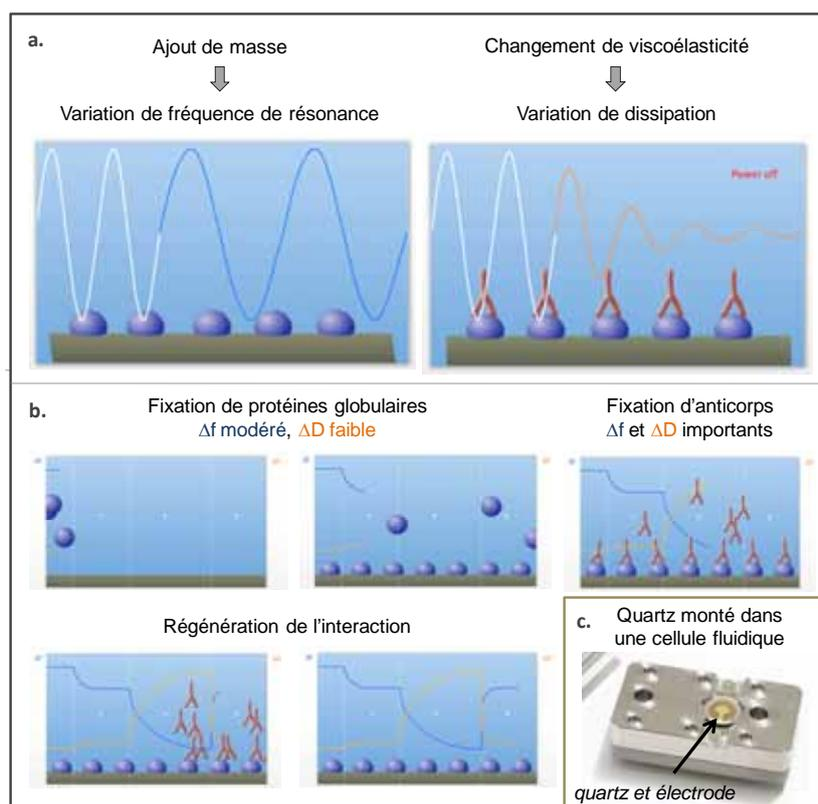 a.
Ajout de masse
Variation de fréquence de résonance
Changement de viscoélasticité
Variation de dissipation
Power off
b.
Fixation de protéines globulaires
Δf modéré, ΔD faible
Fixation d'anticorps
Δf et ΔD importants
Régénération de l'interaction
c.
Quartz monté dans
une cellule fluidique
quartz et électrode